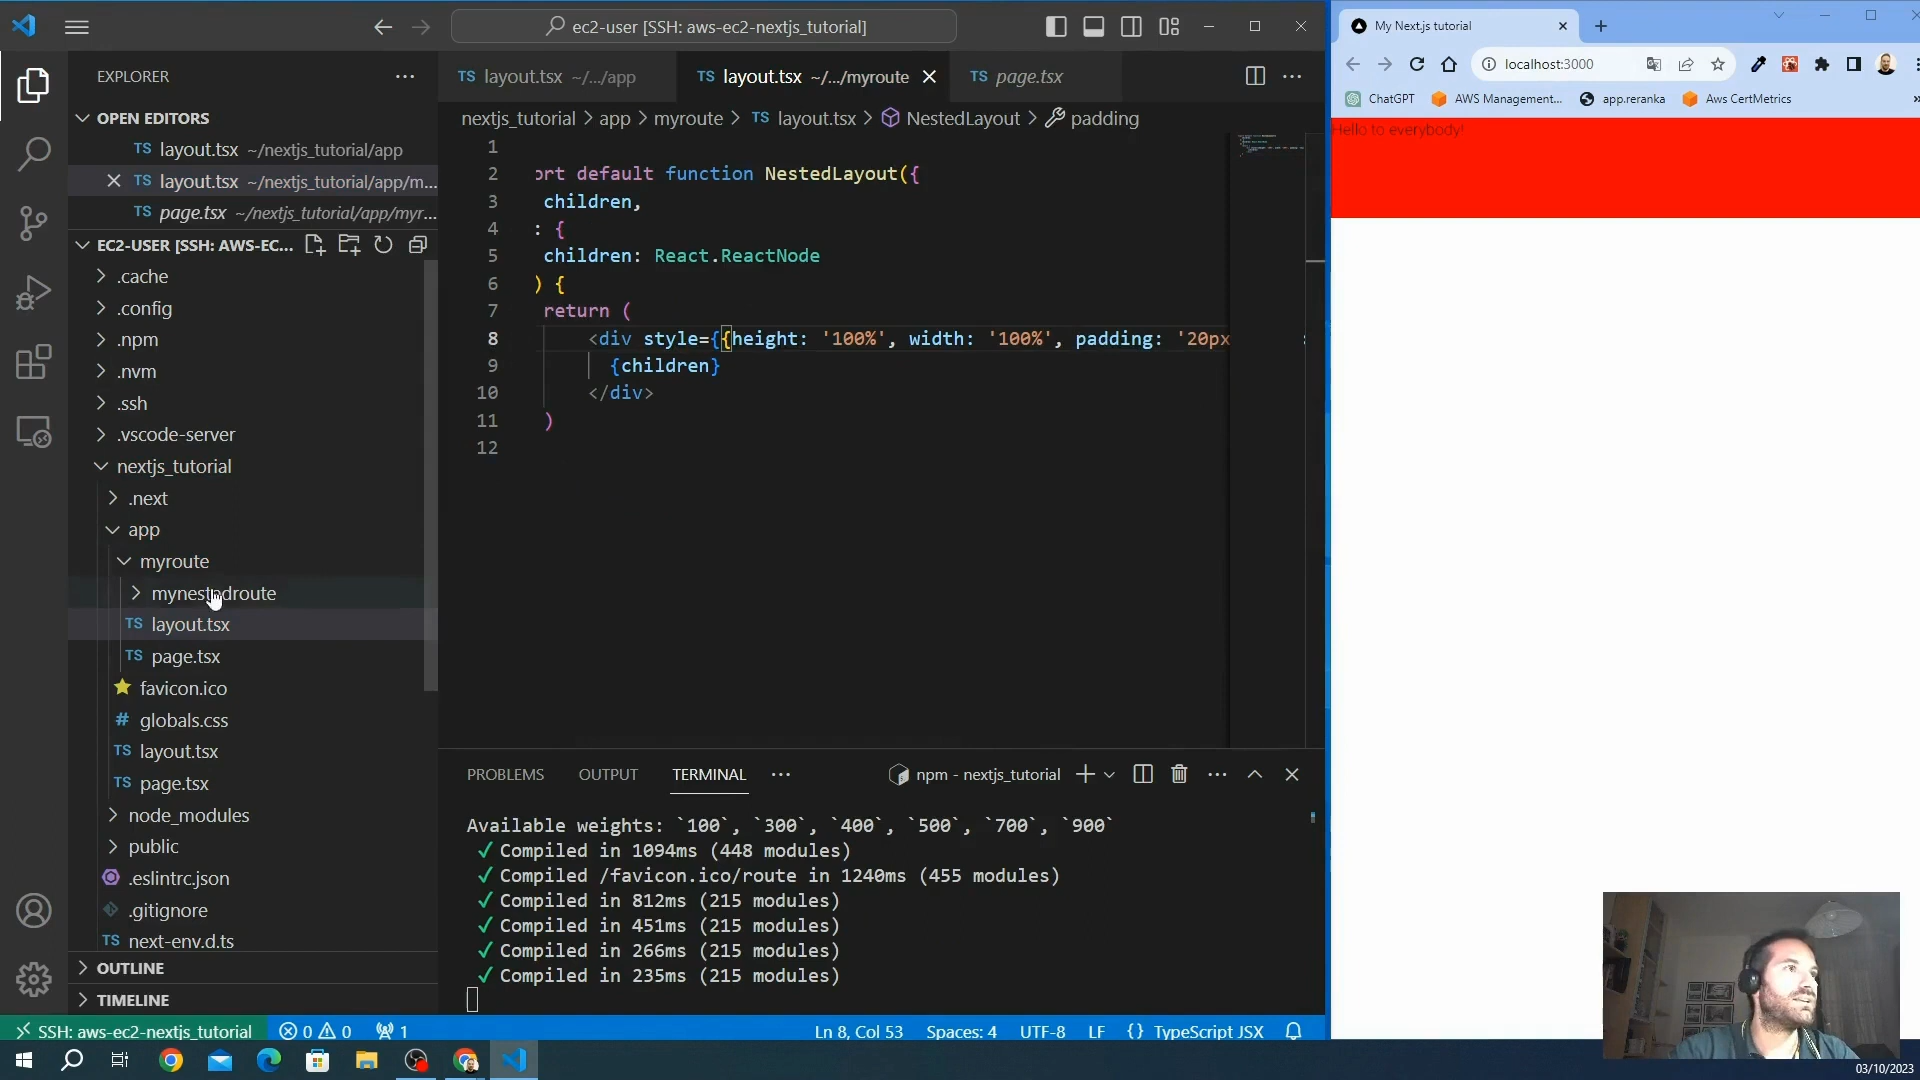 ec2-user [SSH: aws-ec2-nextjs_tutorial]
EXPLORER
OPEN EDITORS
TS layout.tsx ~/nextjs_tutorial/app
TS layout.tsx ~/nextjs_tutorial/app/m...
TS page.tsx ~/nextjs_tutorial/app/myr...
EC2-USER [SSH: AWS-EC...
.cache
.config
.npm
.nvm
.ssh
.vscode-server
nextjs_tutorial
.next
app
myroute
mynestedroute
TS layout.tsx
TS page.tsx
favicon.ico
# globals.css
TS layout.tsx
TS page.tsx
node_modules
public
.eslintrc.json
.gitignore
TS next-env.d.ts
OUTLINE
TIMELINE
TS layout.tsx ~/.../app
TS layout.tsx ~/.../myroute
TS page.tsx
nextjs_tutorial > app > myroute > TS layout.tsx > NestedLayout > padding
1
2 ort default function NestedLayout({
3 children,
4 : {
5 children: React.ReactNode
6 ) {
7 return (
8 <div style={{height: '100%', width: '100%', padding: '20px
9 {children}
10 </div>
11 )
12
PROBLEMS OUTPUT TERMINAL ... npm - nextjs_tutorial
Available weights: `100`, `300`, `400`, `500`, `700`, `900`
✓ Compiled in 1094ms (448 modules)
✓ Compiled /favicon.ico/route in 1240ms (455 modules)
✓ Compiled in 812ms (215 modules)
✓ Compiled in 451ms (215 modules)
✓ Compiled in 266ms (215 modules)
✓ Compiled in 235ms (215 modules)
SSH: aws-ec2-nextjs_tutorial 0 0 1 Ln 8, Col 53 Spaces: 4 UTF-8 LF {} TypeScript JSX
My Next.js tutorial
localhost:3000
ChatGPT AWS Management... app.reranka Aws CertMetrics »
Hello to everybody!
03/10/2023